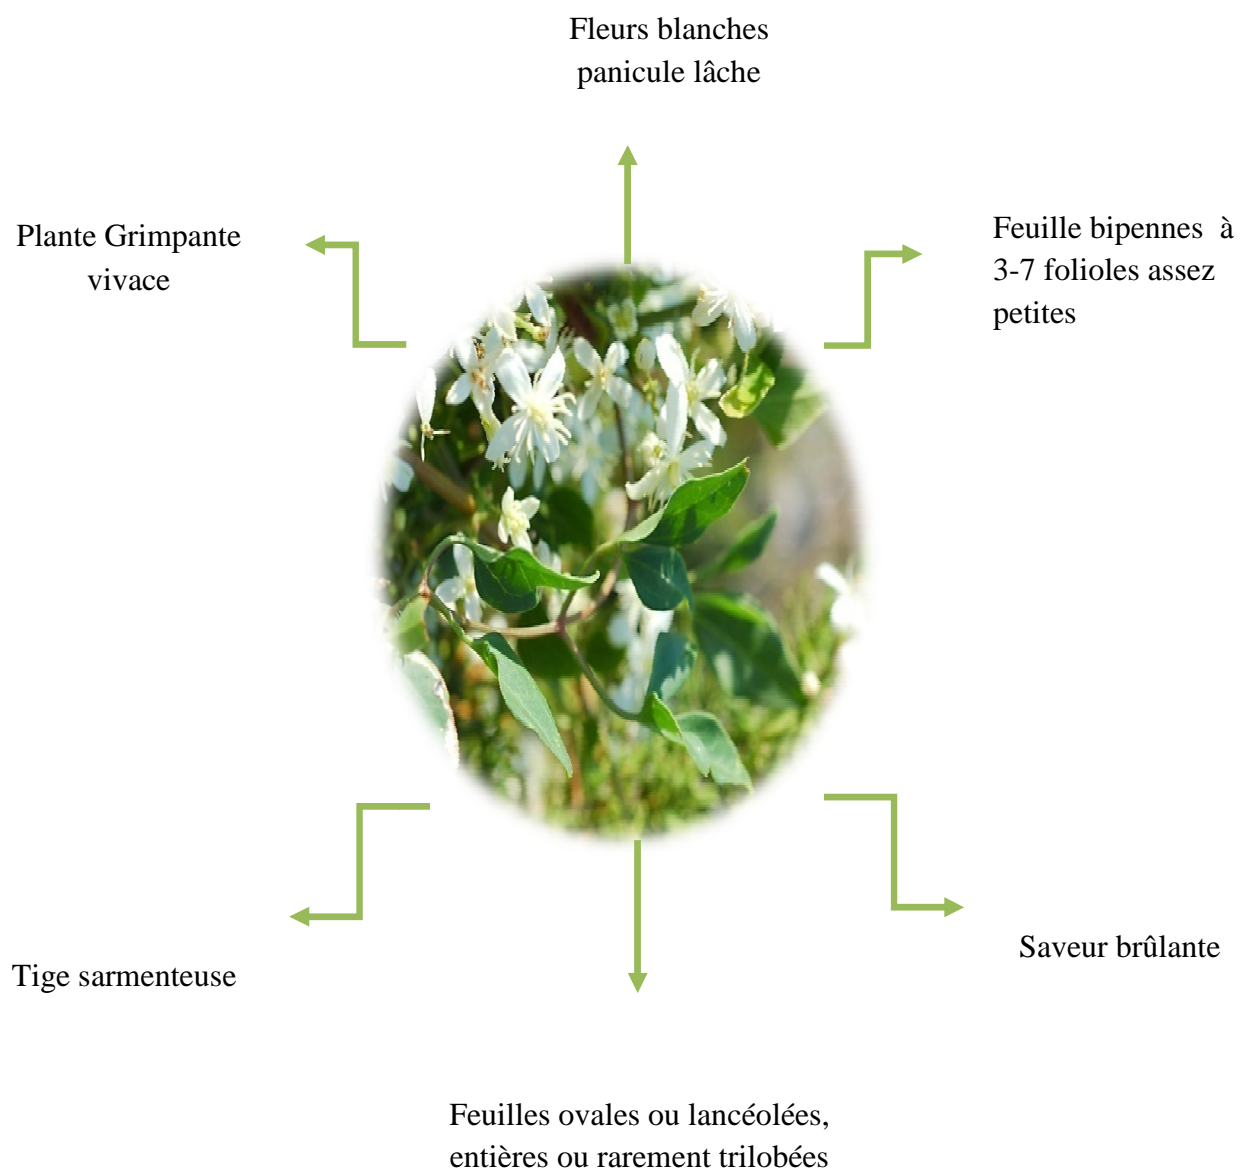 Fleurs blanches
panicule lâche
Plante Grimpante
vivace
Feuille bipennes à
3-7 folioles assez
petites
Tige sarmenteuse
Saveur brûlante
Feuilles ovales ou lancéolées,
entières ou rarement trilobées